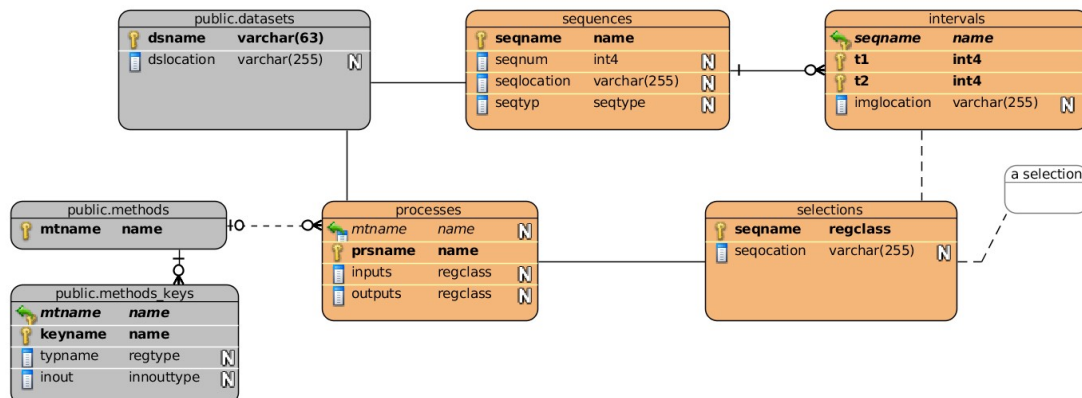 public.datasets
dsname varchar(63)
dslocation varchar(255) N
sequences
seqname name
seqnum int4 N
seqlocation varchar(255) N
seqtyp seqtype N
intervals
seqname name
t1 int4
t2 int4
imglocation varchar(255) N
a selection
public.methods
mtname name
processes
mtname name N
prsname name
inputs regclass N
outputs regclass N
selections
seqname regclass
seqocation varchar(255) N
public.methods_keys
mtname name
keyname name
typname regtype N
inout innouttype N